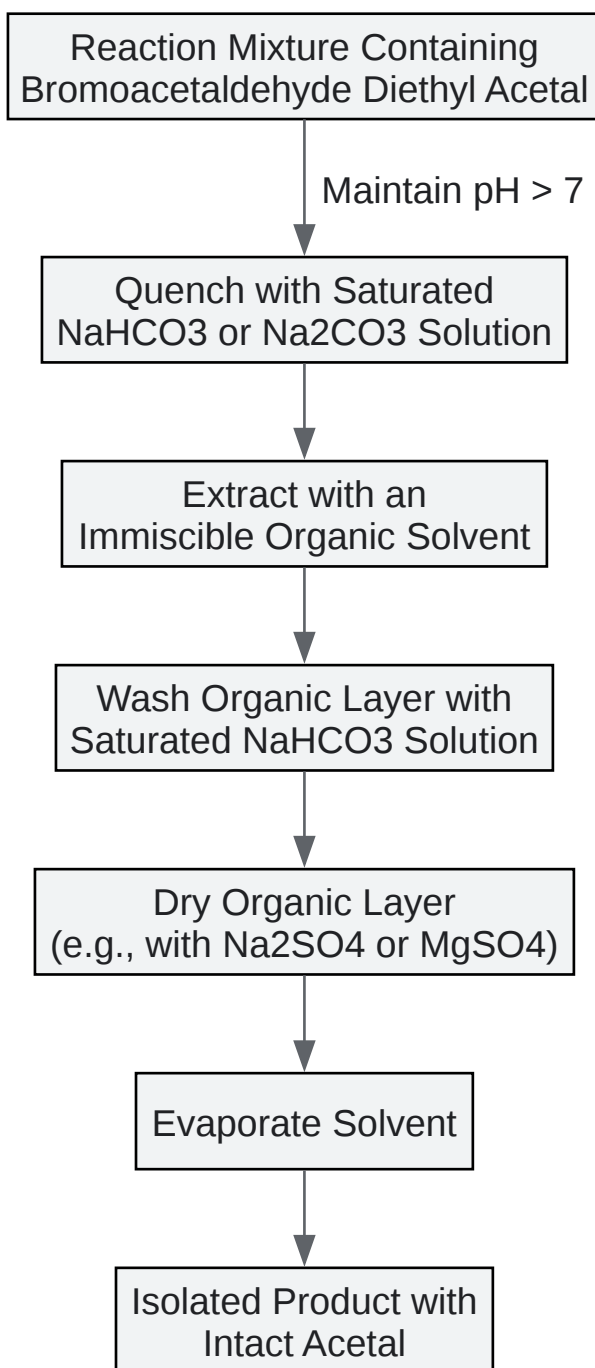 Reaction Mixture Containing
Bromoacetaldehyde Diethyl Acetal
Maintain pH > 7
Quench with Saturated
NaHCO3 or Na2CO3 Solution
Extract with an
Immiscible Organic Solvent
Wash Organic Layer with
Saturated NaHCO3 Solution
Dry Organic Layer
(e.g., with Na2SO4 or MgSO4)
Evaporate Solvent
Isolated Product with
Intact Acetal